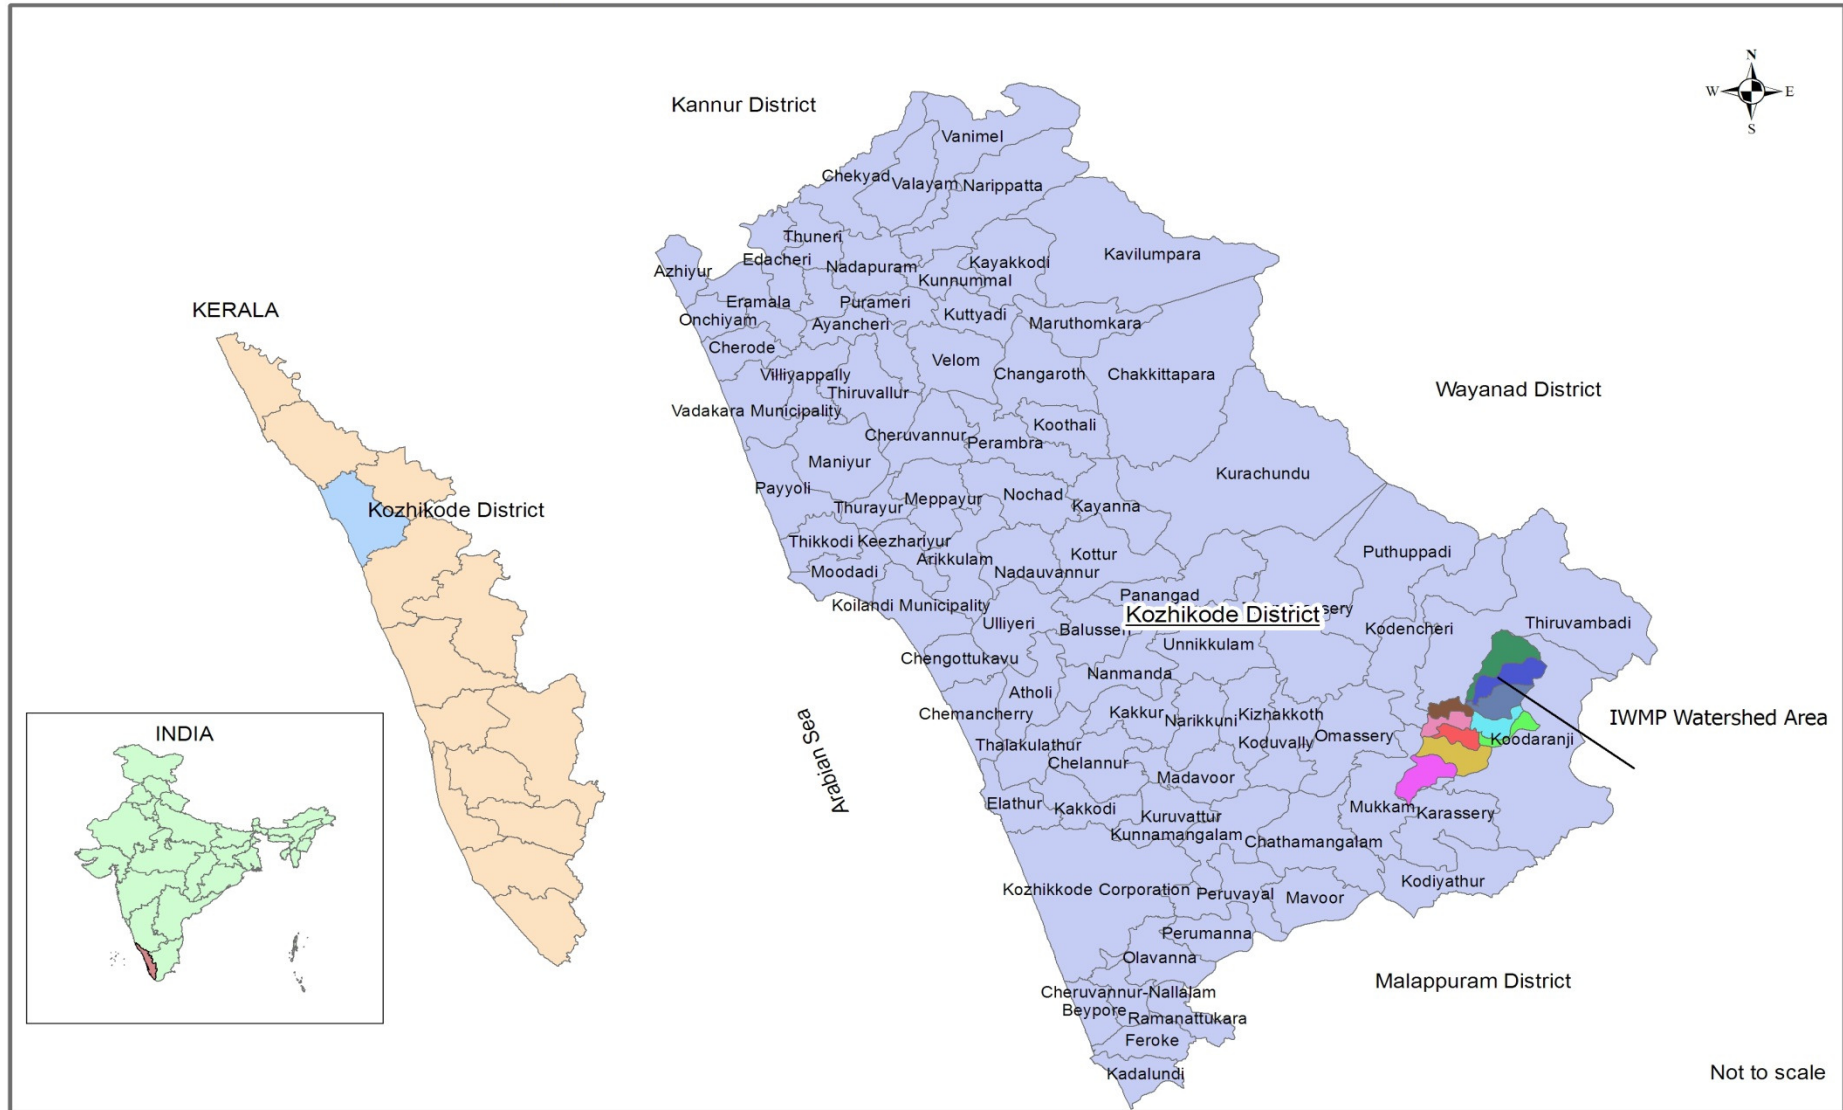 N
W
E
S
Kannur District
Vanimel
Chekyad
Valayam
Narippatta
Thuneri
Edacheri
Nadapuram
Kayakkodi
Kavilumpara
Azhiyur
Kunnummal
Eramala
Purameri
Onchiyam
Ayancheri
Kuttyadi
Maruthomkara
KERALA
Cherode
Velom
Villiyappally
Changaroth
Chakkittapara
Thiruvallur
Wayanad District
Vadakara Municipality
Koothali
Cheruvannur
Perambra
Maniyur
Kurachundu
Payyoli
Meppayur
Nochad
Kayanna
Thurayur
Kozhikode District
Thikkodi
Keezhariyur
Arikkulam
Kottur
Puthuppadi
Moodadi
Nadauvannur
Panangad
Koilandi Municipality
Kozhikode District
Ulliyeri
Thiruvambadi
Kodencheri
Unnikkulam
Chengottukavu
Nanmanda
Atholi
Chemancherry
Kakkur
Narikkuni
Kizhakkoth
IWMP Watershed Area
Omassery
Koodaranji
Thalakulathur
Koduvally
Chelannur
Arabian Sea
INDIA
Madavoor
Elathur
Kakkodi
Kuruvattur
Mukkam
Karassery
Kunnamangalam
Chathamangalam
Kozhikkode Corporation
Peruvayal
Mavoor
Kodiyathur
Perumanna
Olavanna
Malappuram District
Cheruvannur-Nallalam
Beypore
Ramanattukara
Feroke
Kadalundi
Not to scale